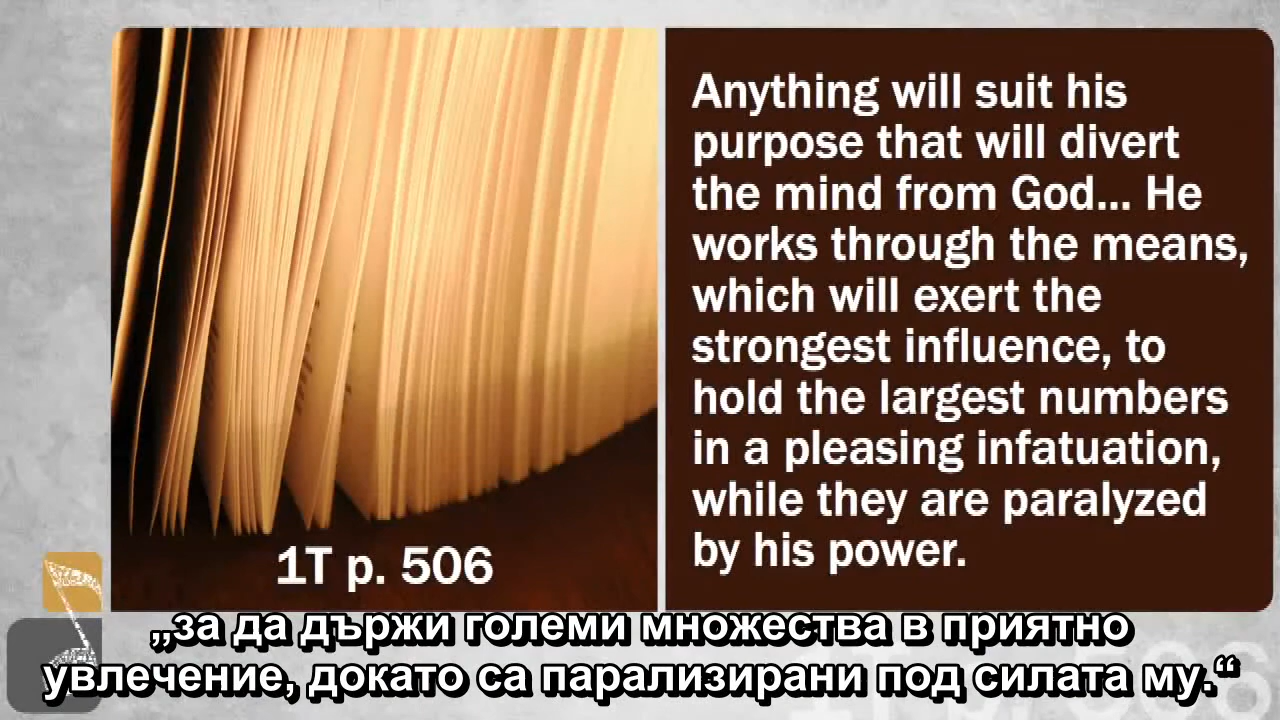 Anything will suit his
purpose that will divert
the mind from God... He
works through the means,
which will exert the
strongest influence, to
hold the largest numbers
in a pleasing infatuation,
while they are paralyzed
by his power.
1T p. 506
„за да държи големи множества в приятно
увлечение, докато са парализирани под силата му.“
1T p. 506